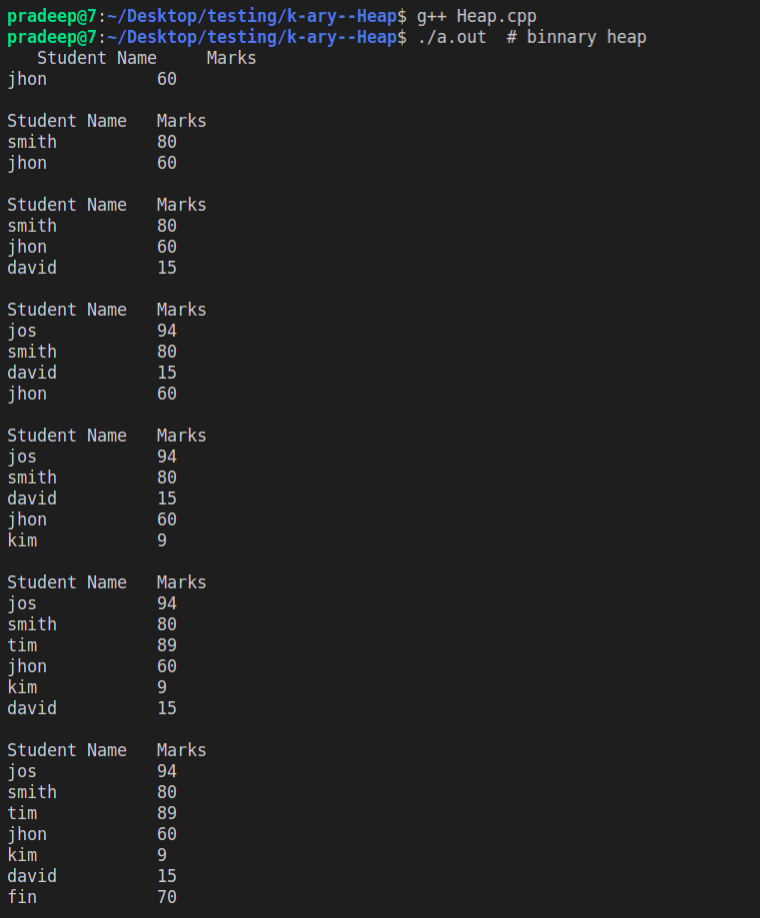 pradeep@7:~/Desktop/testing/k-ary--Heap$ g++ Heap.cpp
pradeep@7:~/Desktop/testing/k-ary--Heap$ ./a.out  # binnary heap
   Student Name     Marks
jhon           60

Student Name   Marks
smith          80
jhon           60

Student Name   Marks
smith          80
jhon           60
david          15

Student Name   Marks
jos            94
smith          80
david          15
jhon           60

Student Name   Marks
jos            94
smith          80
david          15
jhon           60
kim            9

Student Name   Marks
jos            94
smith          80
tim            89
jhon           60
kim            9
david          15

Student Name   Marks
jos            94
smith          80
tim            89
jhon           60
kim            9
david          15
fin            70